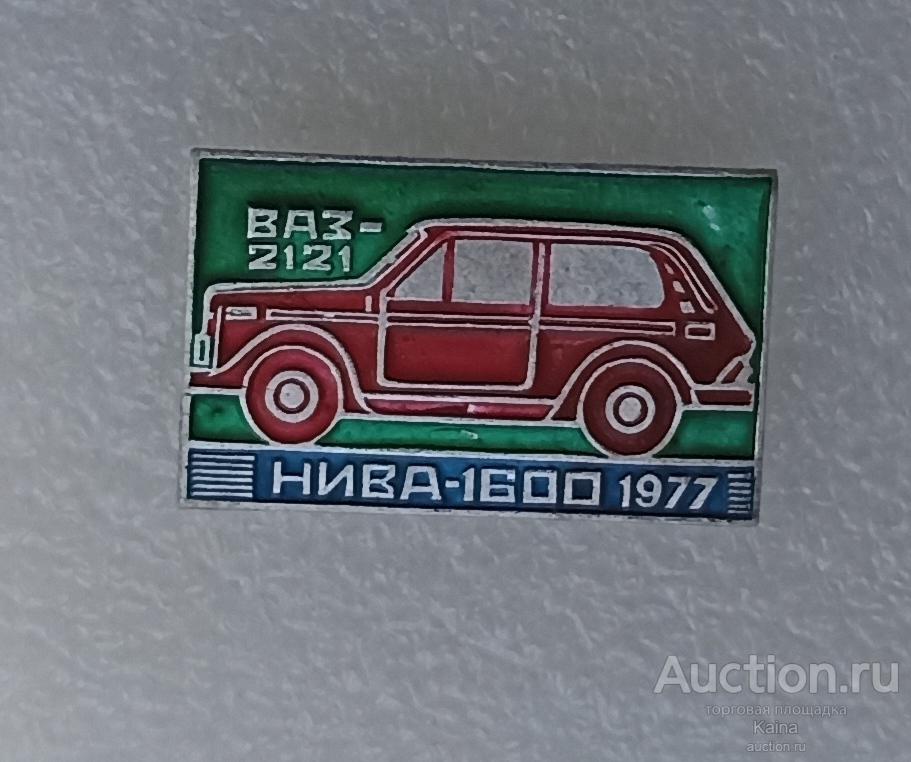 ВАЗ-
2121
НИВА-1600 1977
Auction.ru
торговая площадка
Kaina
auction.ru